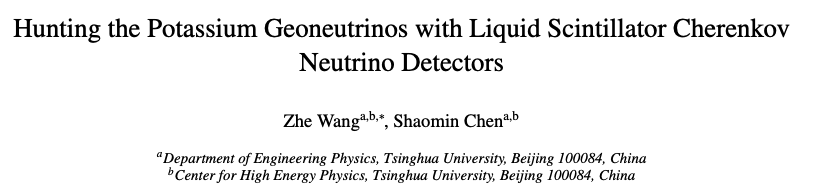 Hunting the Potassium Geoneutrinos with Liquid Scintillator Cherenkov
Neutrino Detectors
Zhe Wang^a,b,*, Shaomin Chen^a,b
^a Department of Engineering Physics, Tsinghua University, Beijing 100084, China
^b Center for High Energy Physics, Tsinghua University, Beijing 100084, China